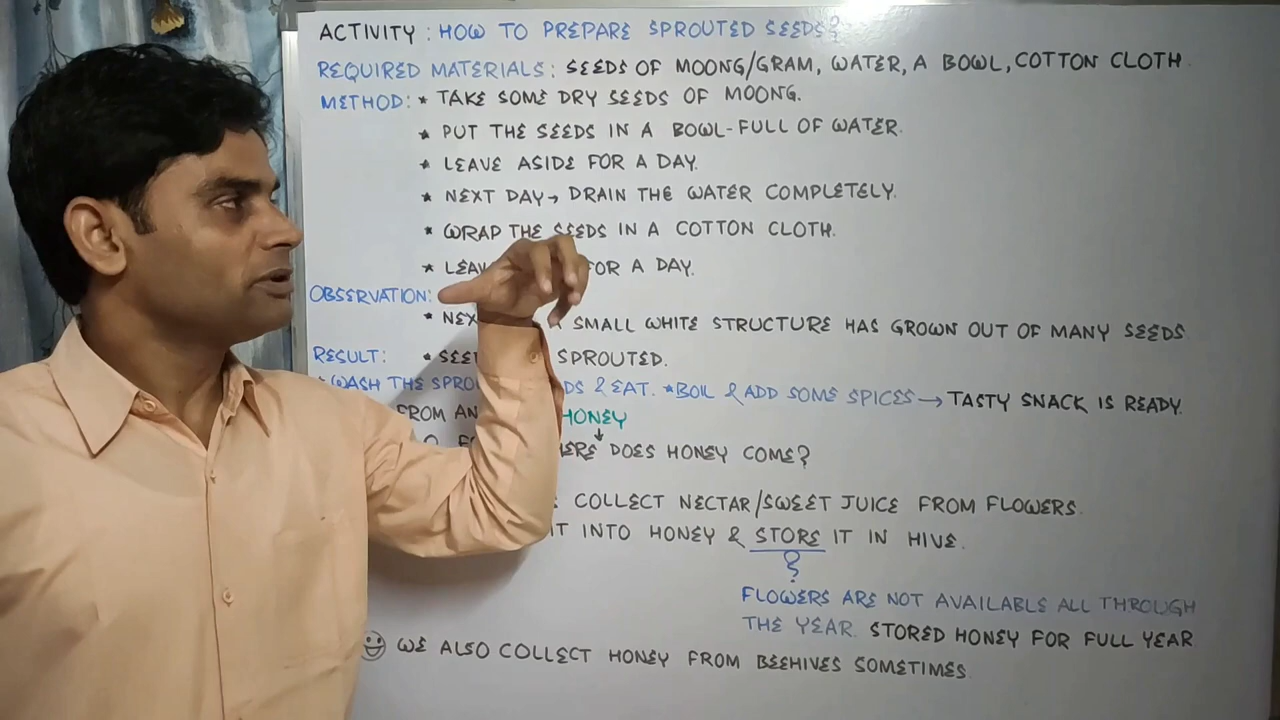 ACTIVITY : HOW TO PREPARE SPROUTED SEEDS?
REQUIRED MATERIALS : SEEDS OF MOONG/GRAM, WATER, A BOWL, COTTON CLOTH.
METHOD: * TAKE SOME DRY SEEDS OF MOONG.
* PUT THE SEEDS IN A BOWL-FULL OF WATER.
* LEAVE ASIDE FOR A DAY.
* NEXT DAY → DRAIN THE WATER COMPLETELY.
* WRAP THE SEEDS IN A COTTON CLOTH.
* FOR A DAY.
OBSERVATION:
* A SMALL WHITE STRUCTURE HAS GROWN OUT OF MANY SEEDS
RESULT: * SPROUTED.
* WASH THE & EAT. * BOIL & ADD SOME SPICES → TASTY SNACK IS READY.
FROM HONEY
DOES HONEY COME?
COLLECT NECTAR/SWEET JUICE FROM FLOWERS.
IT INTO HONEY & STORE IT IN HIVE.
FLOWERS ARE NOT AVAILABLE ALL THROUGH
THE YEAR. STORED HONEY FOR FULL YEAR
WE ALSO COLLECT HONEY FROM BEEHIVES SOMETIMES